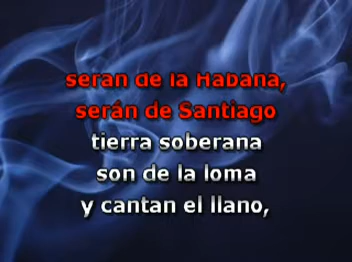 serán de la Habana,
serán de Santiago
tierra soberana
son de la loma
y cantan el llano,